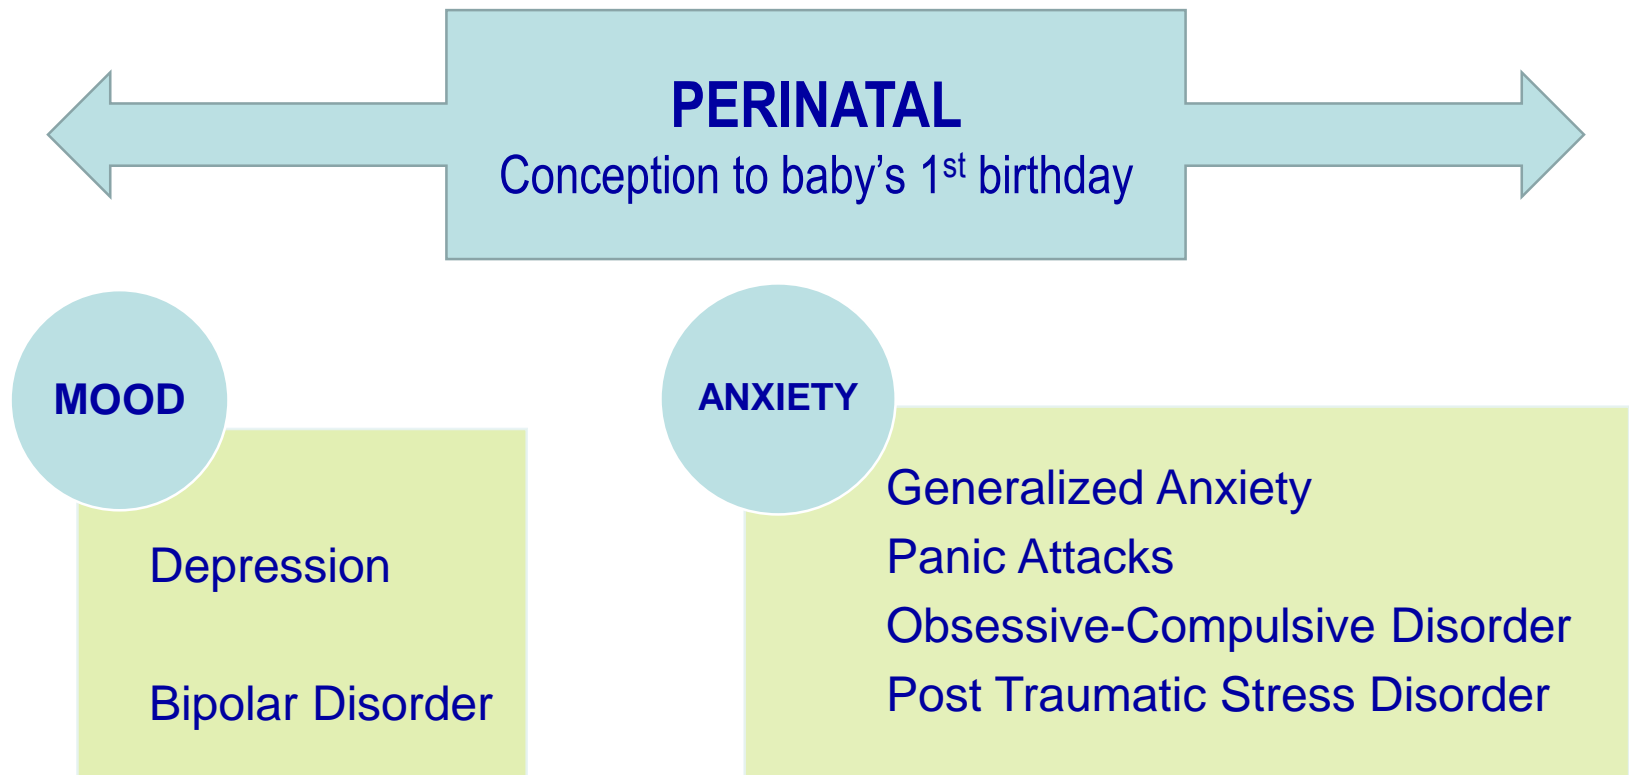 PERINATAL
Conception to baby’s 1st birthday
MOOD
Depression
Bipolar Disorder
ANXIETY
Generalized Anxiety
Panic Attacks
Obsessive-Compulsive Disorder
Post Traumatic Stress Disorder